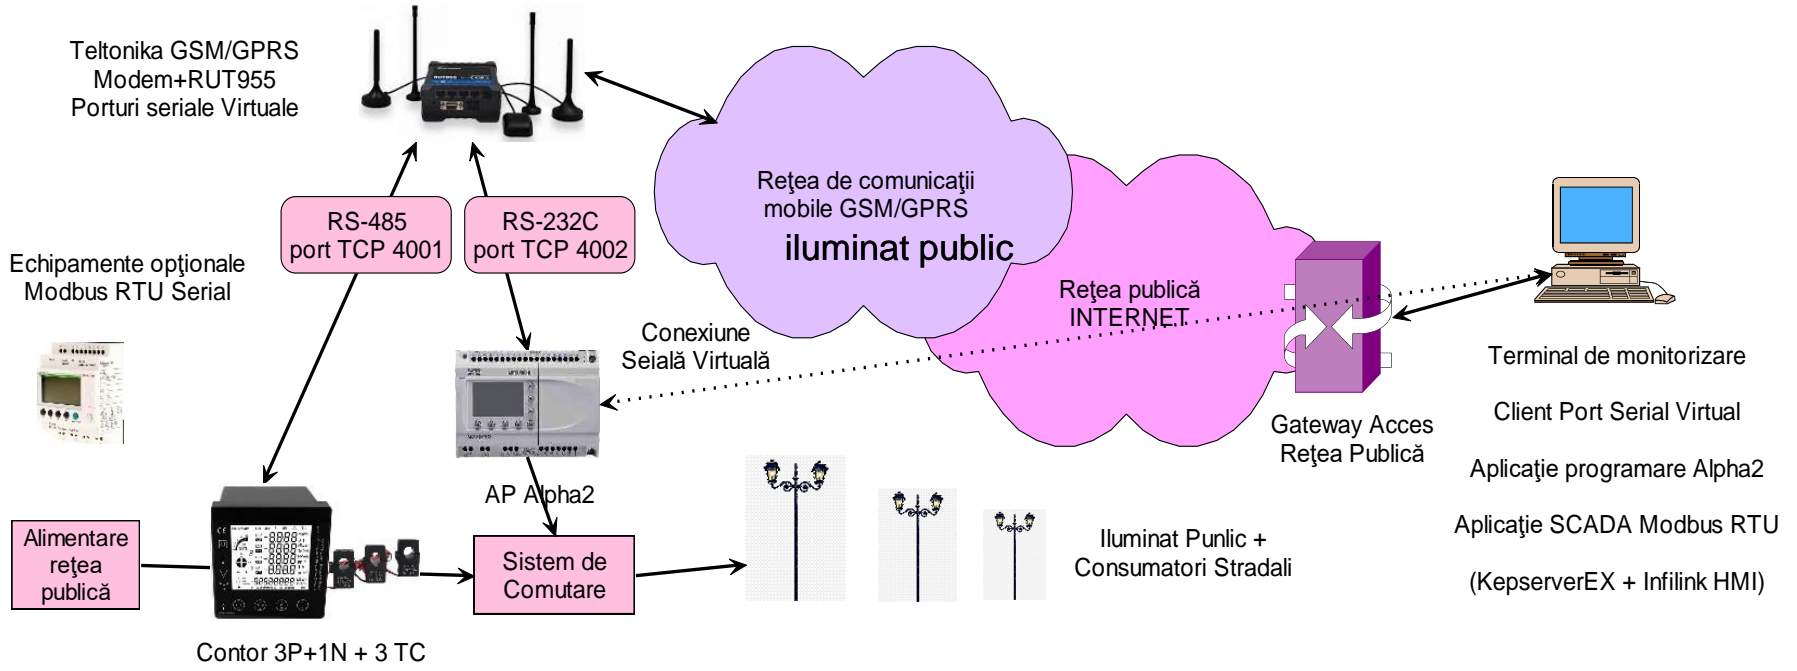 Teltonika GSM/GPRS
Modem+RUT955
Porturi seriale Virtuale
RS-485
port TCP 4001
RS-232C
port TCP 4002
Echipamente opţionale
Modbus RTU Serial
Reţea de comunicaţii
mobile GSM/GPRS
iluminat public
Reţea publică
INTERNET
Conexiune
Seială Virtuală
Gateway Acces
Reţea Publică
Terminal de monitorizare
Client Port Serial Virtual
Aplicaţie programare Alpha2
Aplicaţie SCADA Modbus RTU
(KepserverEX + Infilink HMI)
AP Alpha2
Alimentare
reţea
publică
Sistem de
Comutare
Iluminat Punlic +
Consumatori Stradali
Contor 3P+1N + 3 TC